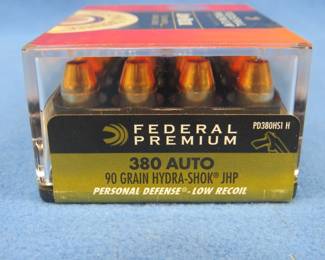 PD380HS1 H
FEDERAL
PREMIUM
380 AUTO
90 GRAIN HYDRA-SHOK® JHP
PERSONAL DEFENSE® - LOW RECOIL